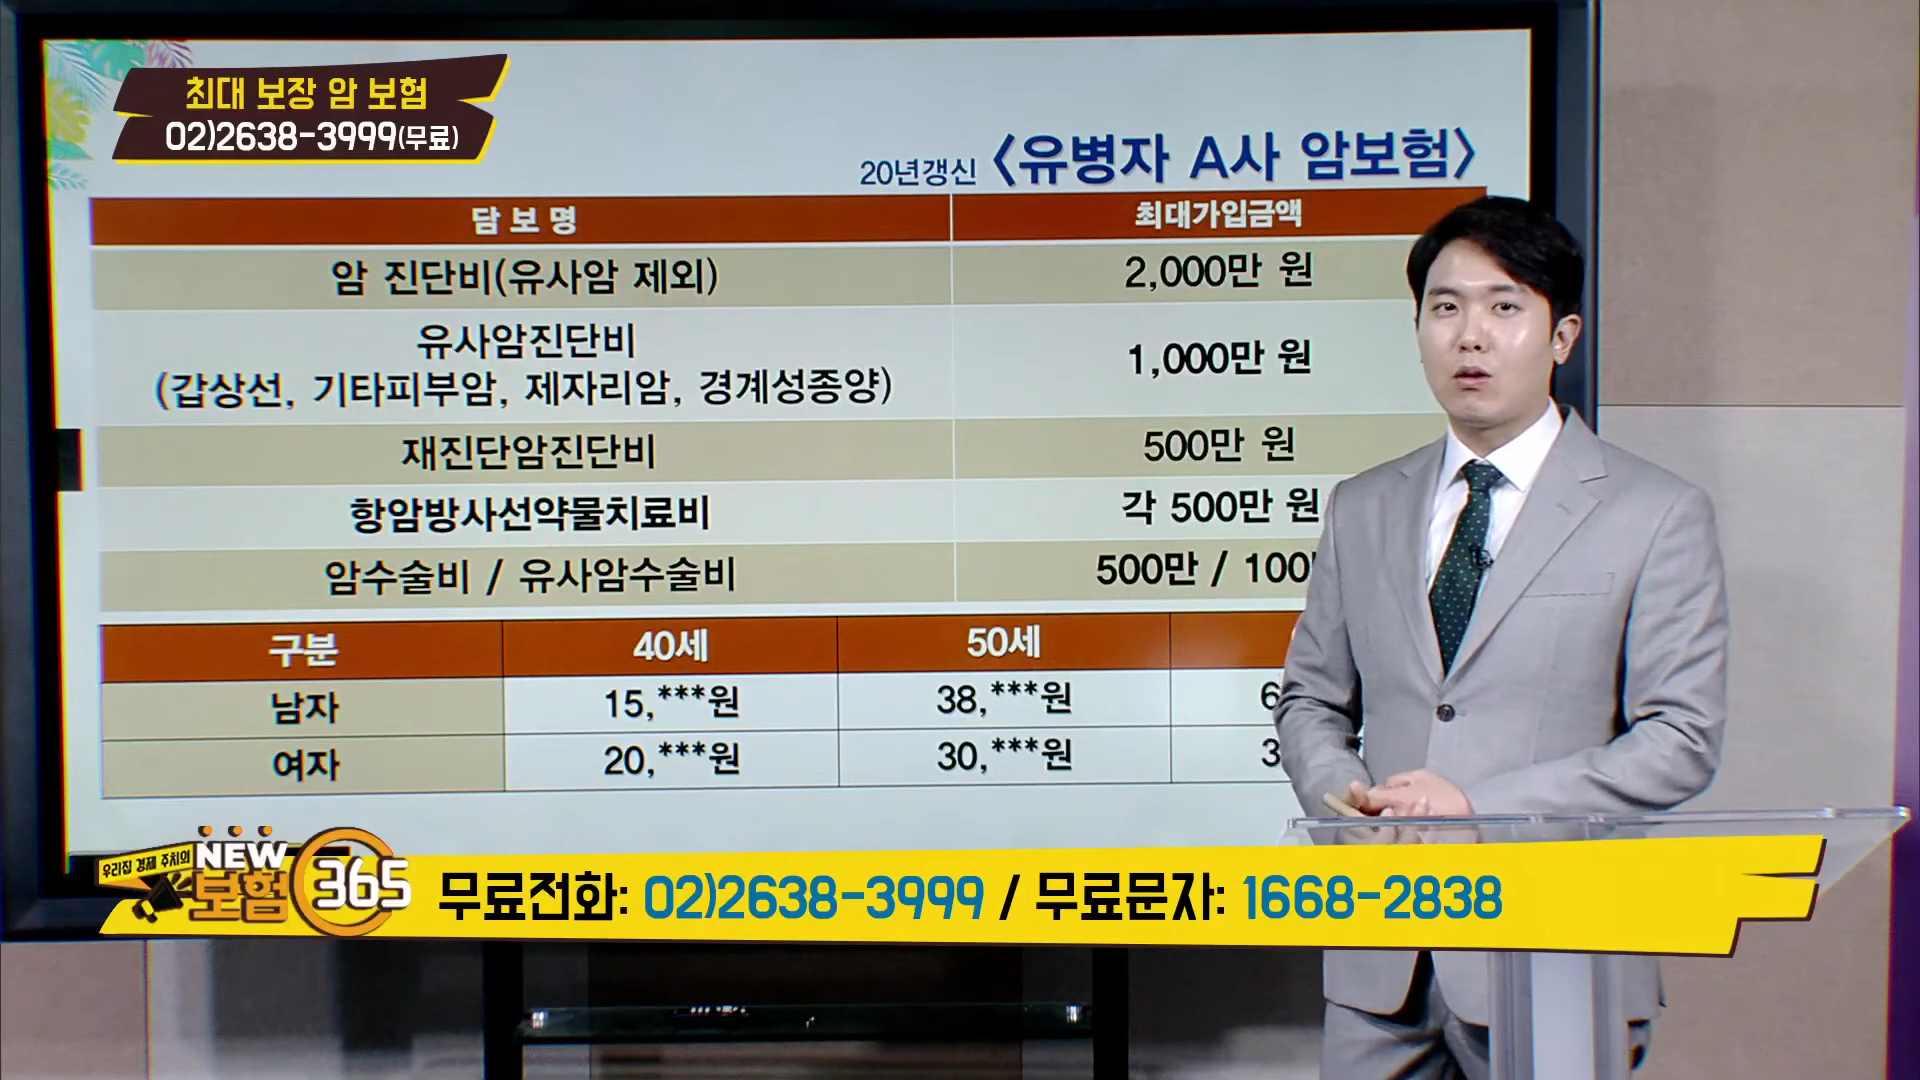 최대 보장 암 보험
02)2638-3999(무료)
20년갱신 <유병자 A사 암보험>
담 보 명 최대가입금액
암 진단비(유사암 제외) 2,000만 원
유사암진단비
(갑상선, 기타피부암, 제자리암, 경계성종양) 1,000만 원
재진단암진단비 500만 원
항암방사선약물치료비 각 500만 원
암수술비 / 유사암수술비 500만 / 100
구분 40세 50세
남자 15,***원 38,***원 6
여자 20,***원 30,***원 3
우리집 경제 주치의
NEW
보험 365
무료전화: 02)2638-3999 / 무료문자: 1668-2838